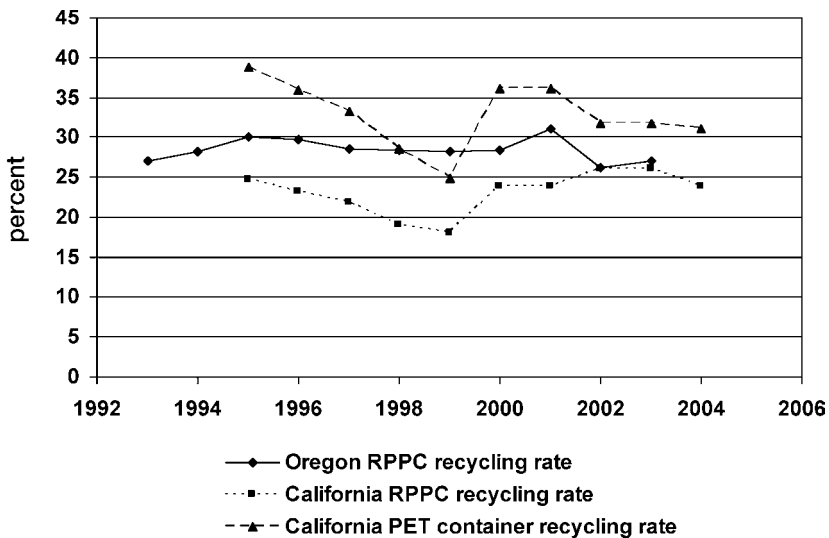 45
40
35
30
25
20
15
10
5
0
percent
1992 1994 1996 1998 2000 2002 2004 2006
Oregon RPPC recycling rate
California RPPC recycling rate
California PET container recycling rate